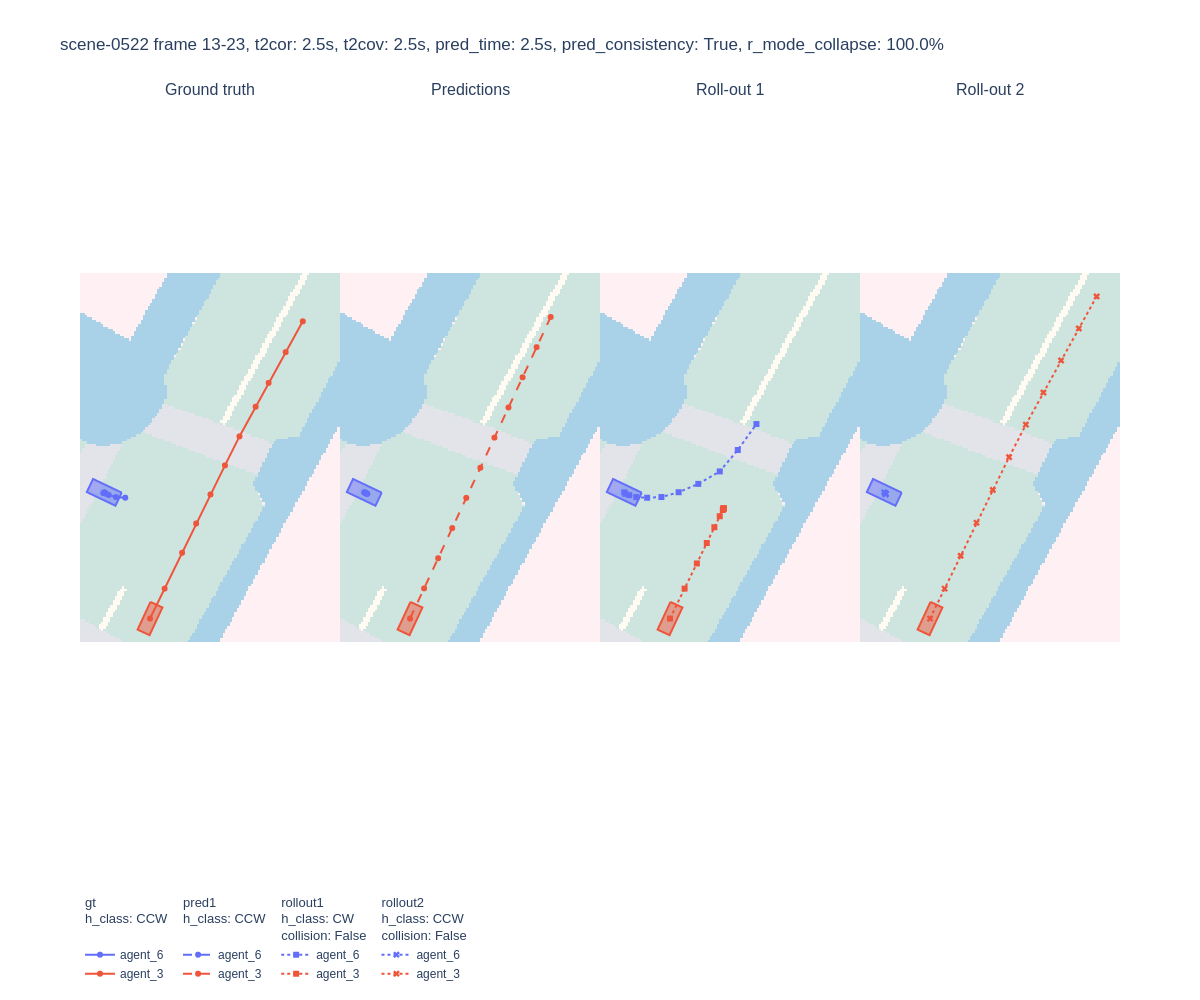 scene-0522 frame 13-23, t2cor: 2.5s, t2cov: 2.5s, pred_time: 2.5s, pred_consistency: True, r_mode_collapse: 100.0%
Ground truth
Predictions
Roll-out 1
Roll-out 2
gt
h_class: CCW
agent_6
agent_3
pred1
h_class: CCW
agent_6
agent_3
rollout1
h_class: CW
collision: False
agent_6
agent_3
rollout2
h_class: CCW
collision: False
agent_6
agent_3